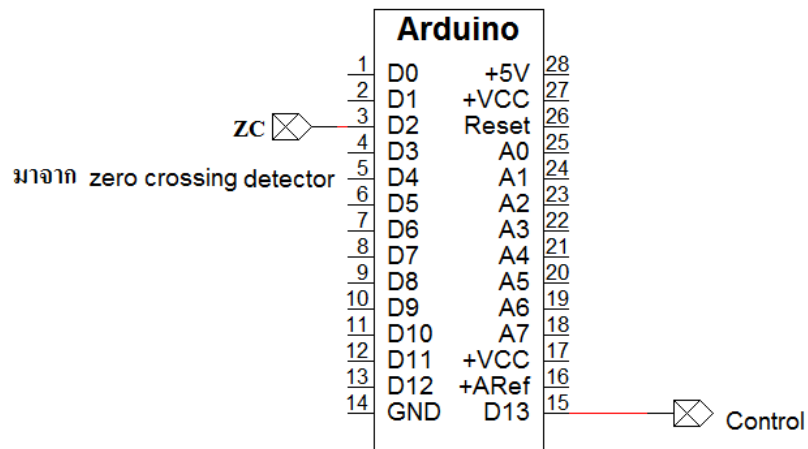 Arduino
1 D0 +5V 28
2 D1 +VCC 27
ZC 3 D2 Reset 26
4 D3 A0 25
มาจาก zero crossing detector 5 D4 A1 24
6 D5 A2 23
7 D6 A3 22
8 D7 A4 21
9 D8 A5 20
10 D9 A6 19
11 D10 A7 18
12 D11 +VCC 17
13 D12 +ARef 16
14 GND D13 15 Control